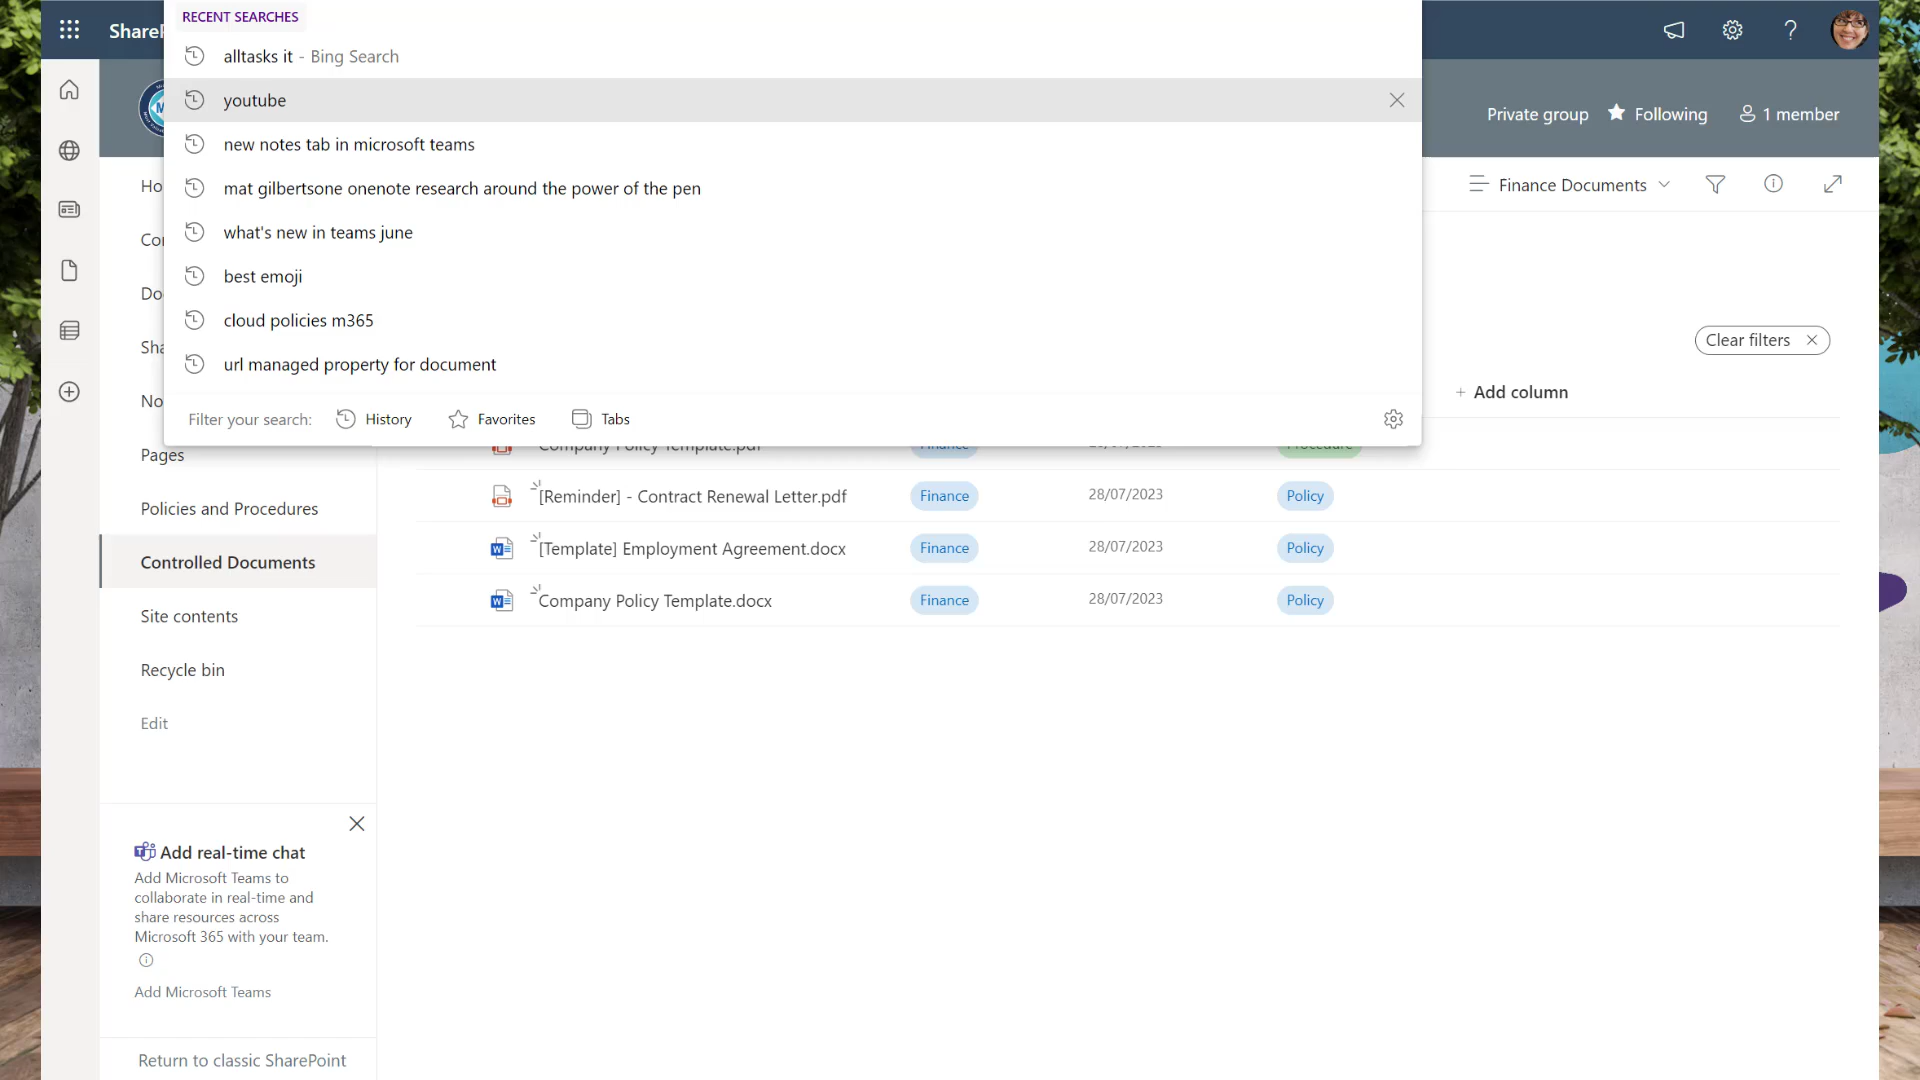 RECENT SEARCHES
alltasks it - Bing Search
youtube
new notes tab in microsoft teams
mat gilbertsone onenote research around the power of the pen
what's new in teams june
best emoji
cloud policies m365
url managed property for document
Filter your search: History Favorites Tabs
Private group Following 1 member
Finance Documents
Clear filters
+ Add column
Pages
Policies and Procedures
Controlled Documents
Site contents
Recycle bin
Edit
Company Policy Template.pdf Finance Procedure
[Reminder] - Contract Renewal Letter.pdf Finance 28/07/2023 Policy
[Template] Employment Agreement.docx Finance 28/07/2023 Policy
Company Policy Template.docx Finance 28/07/2023 Policy
Add real-time chat
Add Microsoft Teams to
collaborate in real-time and
share resources across
Microsoft 365 with your team.
Add Microsoft Teams
Return to classic SharePoint